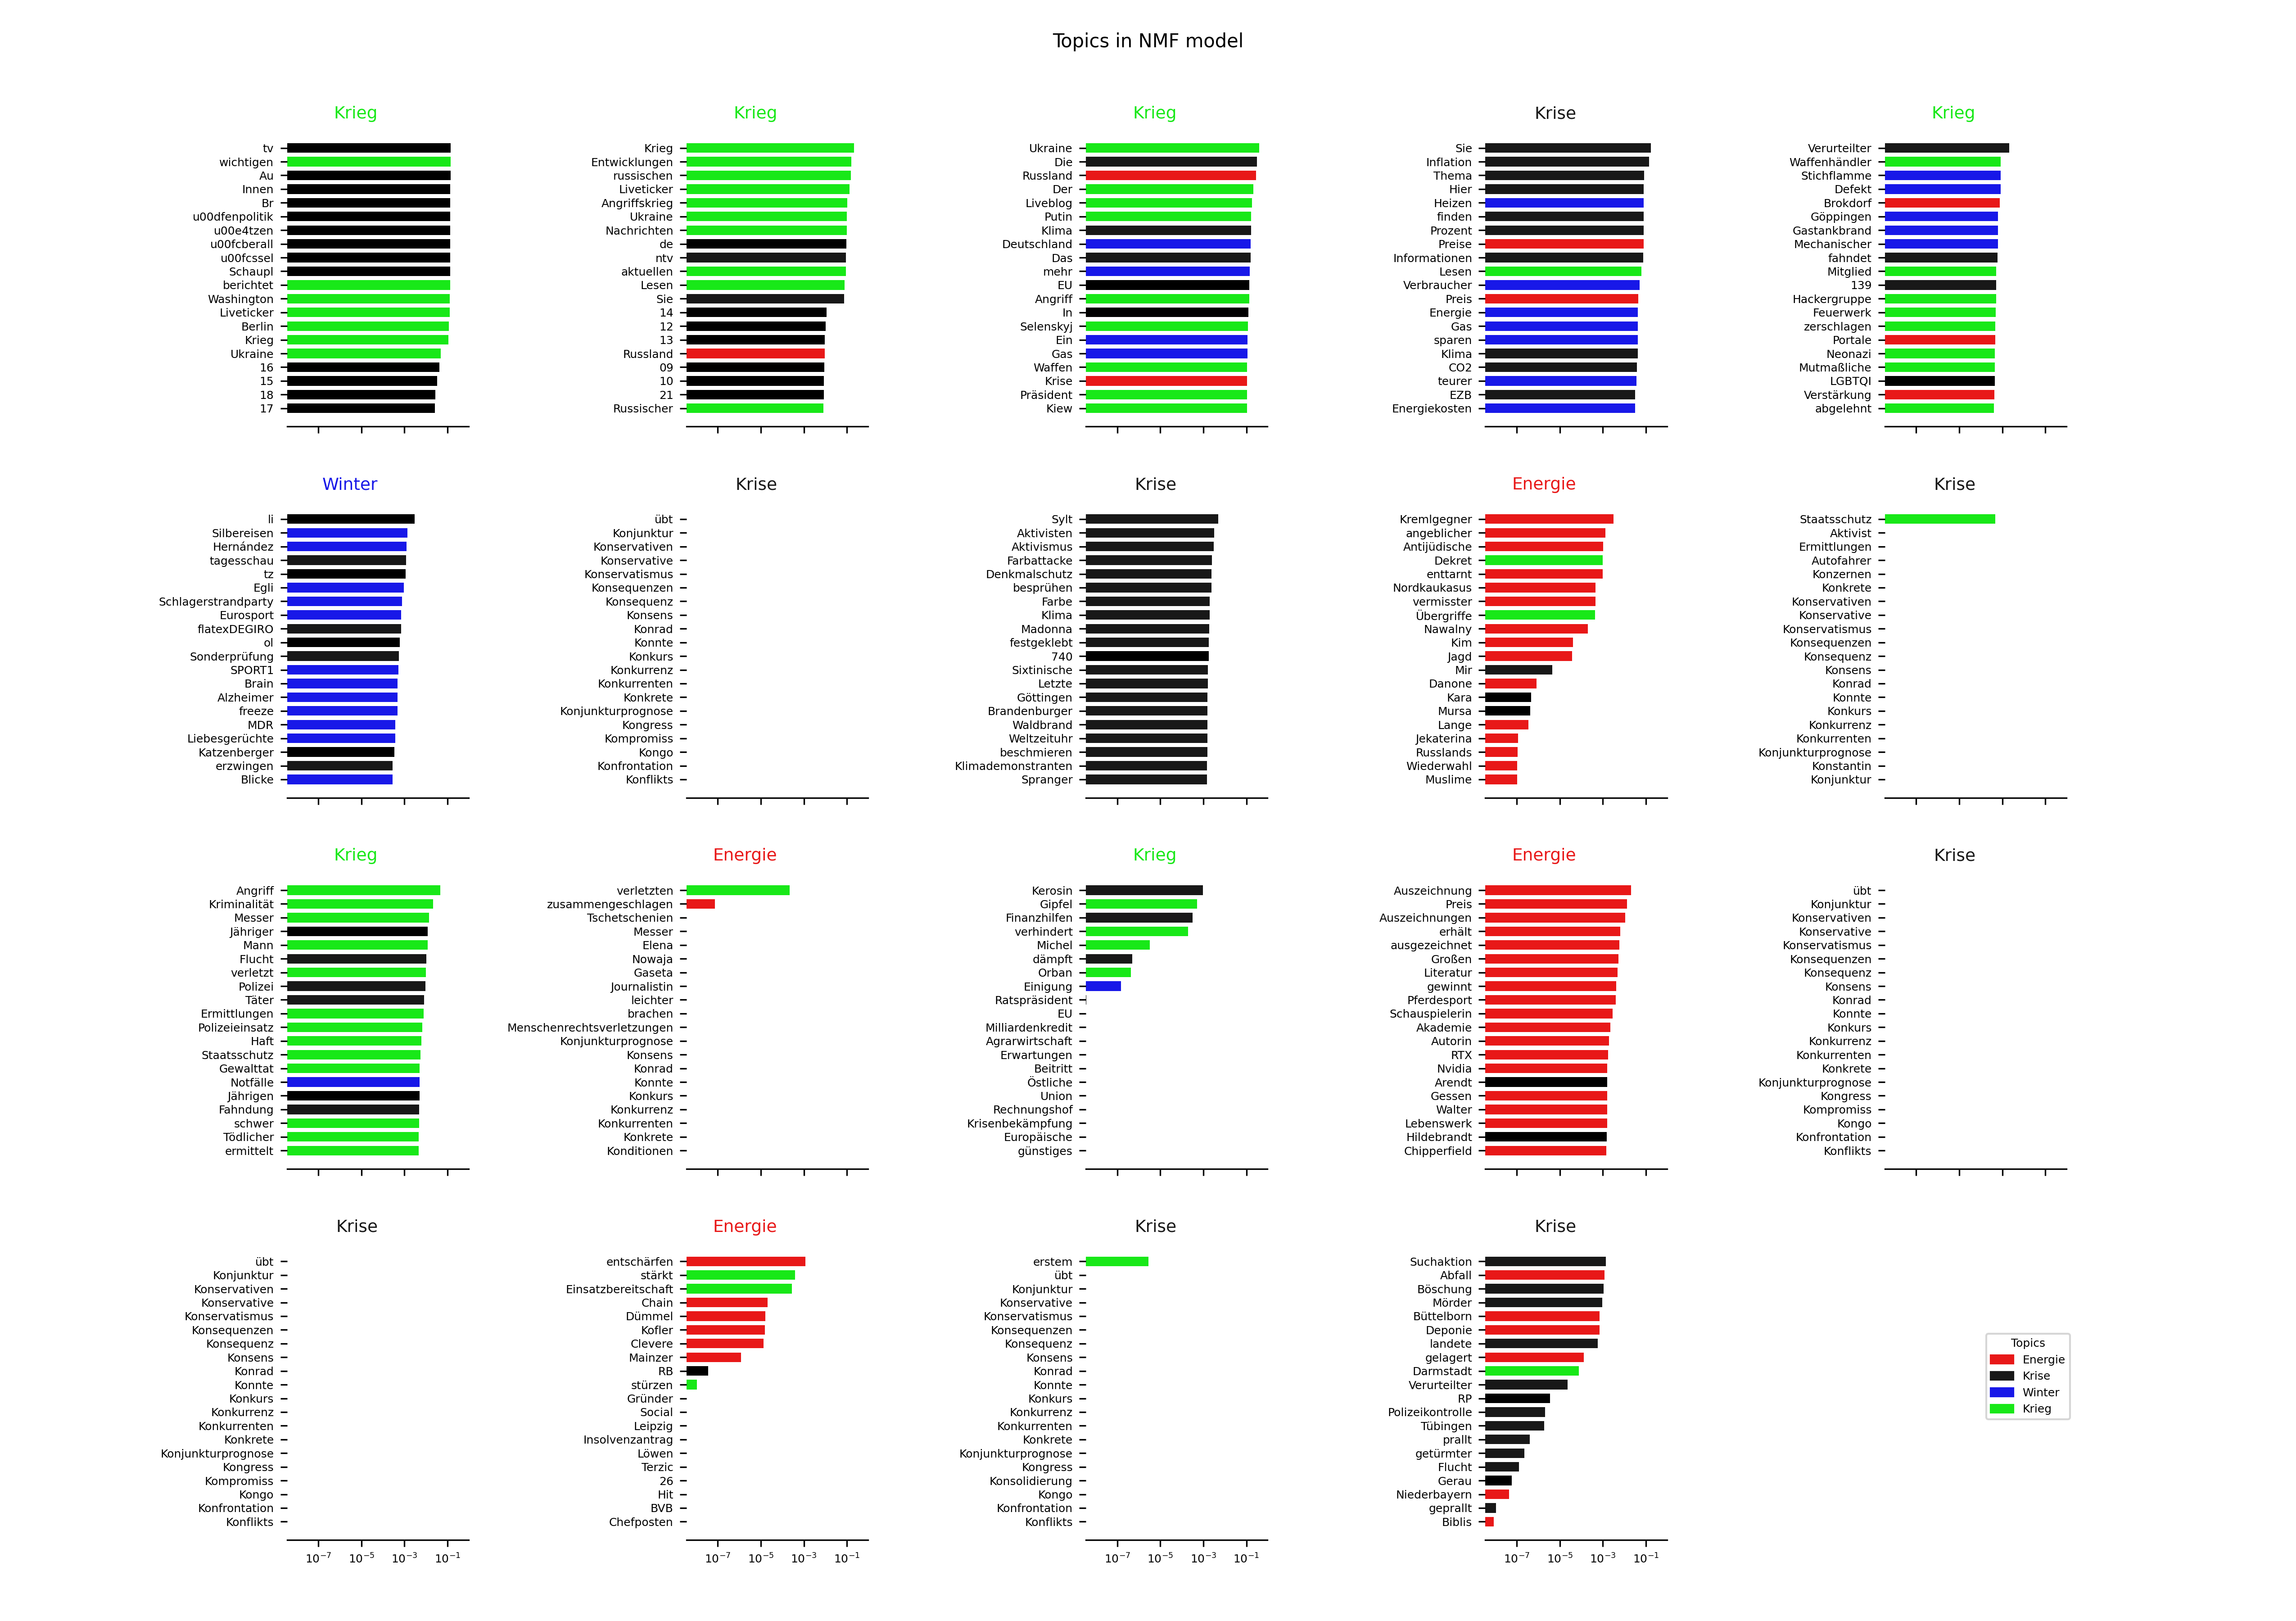 Topics in NMF model
Krieg
tv
wichtigen
Au
Innen
Br
u00dfenpolitik
u00e4tzen
u00fcberall
u00fcssel
Schaupl
berichtet
Washington
Liveticker
Berlin
Krieg
Ukraine
16
15
18
17
Krieg
Krieg
Entwicklungen
russischen
Liveticker
Angriffskrieg
Ukraine
Nachrichten
de
ntv
aktuellen
Lesen
Sie
14
12
13
Russland
09
10
21
Russischer
Krieg
Ukraine
Die
Russland
Der
Liveblog
Putin
Klima
Deutschland
Das
mehr
EU
Angriff
In
Selenskyj
Ein
Gas
Waffen
Krise
Präsident
Kiew
Krise
Sie
Inflation
Thema
Hier
Heizen
finden
Prozent
Preise
Informationen
Lesen
Verbraucher
Preis
Energie
Gas
sparen
Klima
CO2
teurer
EZB
Energiekosten
Krieg
Verurteilter
Waffenhändler
Stichflamme
Defekt
Brokdorf
Göppingen
Gastankbrand
Mechanischer
fahndet
Mitglied
139
Hackergruppe
Feuerwerk
zerschlagen
Portale
Neonazi
Mutmaßliche
LGBTQI
Verstärkung
abgelehnt
Winter
li
Silbereisen
Hernández
tagesschau
tz
Egli
Schlagerstrandparty
Eurosport
flatexDEGIRO
ol
Sonderprüfung
SPORT1
Brain
Alzheimer
freeze
MDR
Liebesgerüchte
Katzenberger
erzwingen
Blicke
Krise
übt
Konjunktur
Konservativen
Konservative
Konservatismus
Konsequenzen
Konsequenz
Konsens
Konrad
Konnte
Konkurs
Konkurrenz
Konkurrenten
Konkrete
Konjunkturprognose
Kongress
Kompromiss
Kongo
Konfrontation
Konflikts
Krise
Sylt
Aktivisten
Aktivismus
Farbattacke
Denkmalschutz
besprühen
Farbe
Klima
Madonna
festgeklebt
740
Sixtinische
Letzte
Göttingen
Brandenburger
Waldbrand
Weltzeituhr
beschmieren
Klimademonstranten
Spranger
Energie
Kremlgegner
angeblicher
Antijüdische
Dekret
enttarnt
Nordkaukasus
vermisster
Übergriffe
Nawalny
Kim
Jagd
Mir
Danone
Kara
Mursa
Lange
Jekaterina
Russlands
Wiederwahl
Muslime
Krise
Staatsschutz
Aktivist
Ermittlungen
Autofahrer
Konzernen
Konkrete
Konservativen
Konservative
Konservatismus
Konsequenzen
Konsequenz
Konsens
Konrad
Konnte
Konkurs
Konkurrenz
Konkurrenten
Konjunkturprognose
Konstantin
Konjunktur
Krieg
Angriff
Kriminalität
Messer
Jähriger
Mann
Flucht
verletzt
Polizei
Täter
Ermittlungen
Polizeieinsatz
Haft
Staatsschutz
Gewalttat
Notfälle
Jährigen
Fahndung
schwer
Tödlicher
ermittelt
Energie
verletzten
zusammengeschlagen
Tschetschenien
Messer
Elena
Nowaja
Gaseta
Journalistin
leichter
brachen
Menschenrechtsverletzungen
Konjunkturprognose
Konsens
Konrad
Konnte
Konkurs
Konkurrenz
Konkurrenten
Konkrete
Konditionen
Krieg
Kerosin
Gipfel
Finanzhilfen
verhindert
Michel
dämpft
Orban
Einigung
Ratspräsident
EU
Milliardenkredit
Agrarwirtschaft
Erwartungen
Beitritt
Östliche
Union
Rechnungshof
Krisenbekämpfung
Europäische
günstiges
Energie
Auszeichnung
Preis
Auszeichnungen
erhält
ausgezeichnet
Großen
Literatur
gewinnt
Pferdesport
Schauspielerin
Akademie
Autorin
RTX
Nvidia
Arendt
Gessen
Walter
Lebenswerk
Hildebrandt
Chipperfield
Krise
übt
Konjunktur
Konservativen
Konservative
Konservatismus
Konsequenzen
Konsequenz
Konsens
Konrad
Konnte
Konkurs
Konkurrenz
Konkurrenten
Konkrete
Konjunkturprognose
Kongress
Kompromiss
Kongo
Konfrontation
Konflikts
Krise
übt
Konjunktur
Konservativen
Konservative
Konservatismus
Konsequenzen
Konsequenz
Konsens
Konrad
Konnte
Konkurs
Konkurrenz
Konkurrenten
Konkrete
Konjunkturprognose
Kongress
Kompromiss
Kongo
Konfrontation
Konflikts
10⁻⁷ 10⁻⁵ 10⁻³ 10⁻¹
Energie
entschärfen
stärkt
Einsatzbereitschaft
Chain
Dümmel
Kofler
Clevere
Mainzer
RB
stürzen
Gründer
Social
Leipzig
Insolvenzantrag
Löwen
Terzic
26
Hit
BVB
Chefposten
10⁻⁷ 10⁻⁵ 10⁻³ 10⁻¹
Krise
erstem
übt
Konjunktur
Konservative
Konservatismus
Konsequenzen
Konsequenz
Konsens
Konrad
Konnte
Konkurs
Konkurrenz
Konkurrenten
Konkrete
Konjunkturprognose
Kongress
Konsolidierung
Kongo
Konfrontation
Konflikts
10⁻⁷ 10⁻⁵ 10⁻³ 10⁻¹
Krise
Suchaktion
Abfall
Böschung
Mörder
Büttelborn
Deponie
landete
gelagert
Darmstadt
Verurteilter
RP
Polizeikontrolle
Tübingen
prallt
getürmter
Flucht
Gerau
Niederbayern
geprallt
Biblis
10⁻⁷ 10⁻⁵ 10⁻³ 10⁻¹
Topics
Energie
Krise
Winter
Krieg